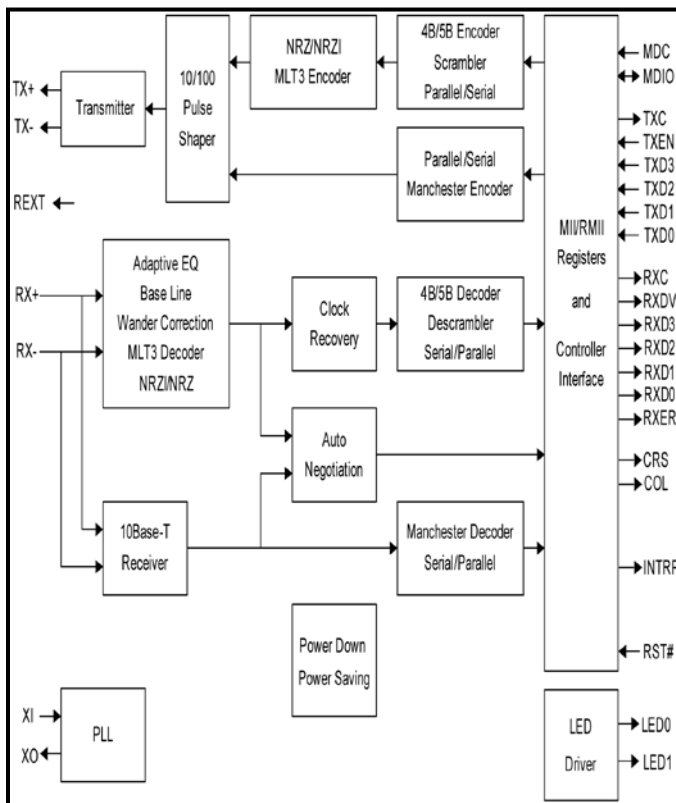 NRZ/NRZI
MLT3 Encoder
4B/5B Encoder
Scrambler
Parallel/Serial
10/100
Pulse
Shaper
Transmitter
TX+
TX-
REXT
Parallel/Serial
Manchester Encoder
MDC
MDIO
TXC
TXEN
TXD3
TXD2
TXD1
TXD0
MII/RMII
Registers
and
Controller
Interface
RX+
RX-
Adaptive EQ
Base Line
Wander Correction
MLT3 Decoder
NRZI/NRZ
Clock
Recovery
4B/5B Decoder
Descrambler
Serial/Parallel
RXC
RXDV
RXD3
RXD2
RXD1
RXD0
RXER
CRS
COL
Auto
Negotiation
10Base-T
Receiver
Manchester Decoder
Serial/Parallel
INTRP
RST#
Power Down
Power Saving
XI
XO
PLL
LED
Driver
LED0
LED1